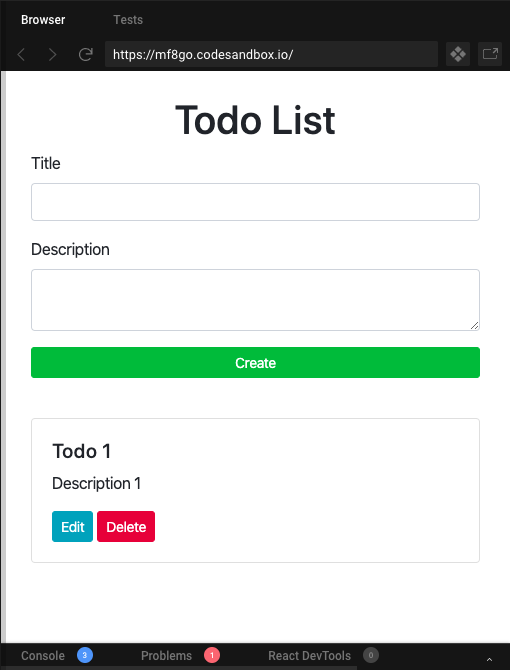 Browser Tests
https://mf8go.codesandbox.io/
Todo List
Title
Description
Create
Todo 1
Description 1
Edit Delete
Console 3 Problems 1 React DevTools 0